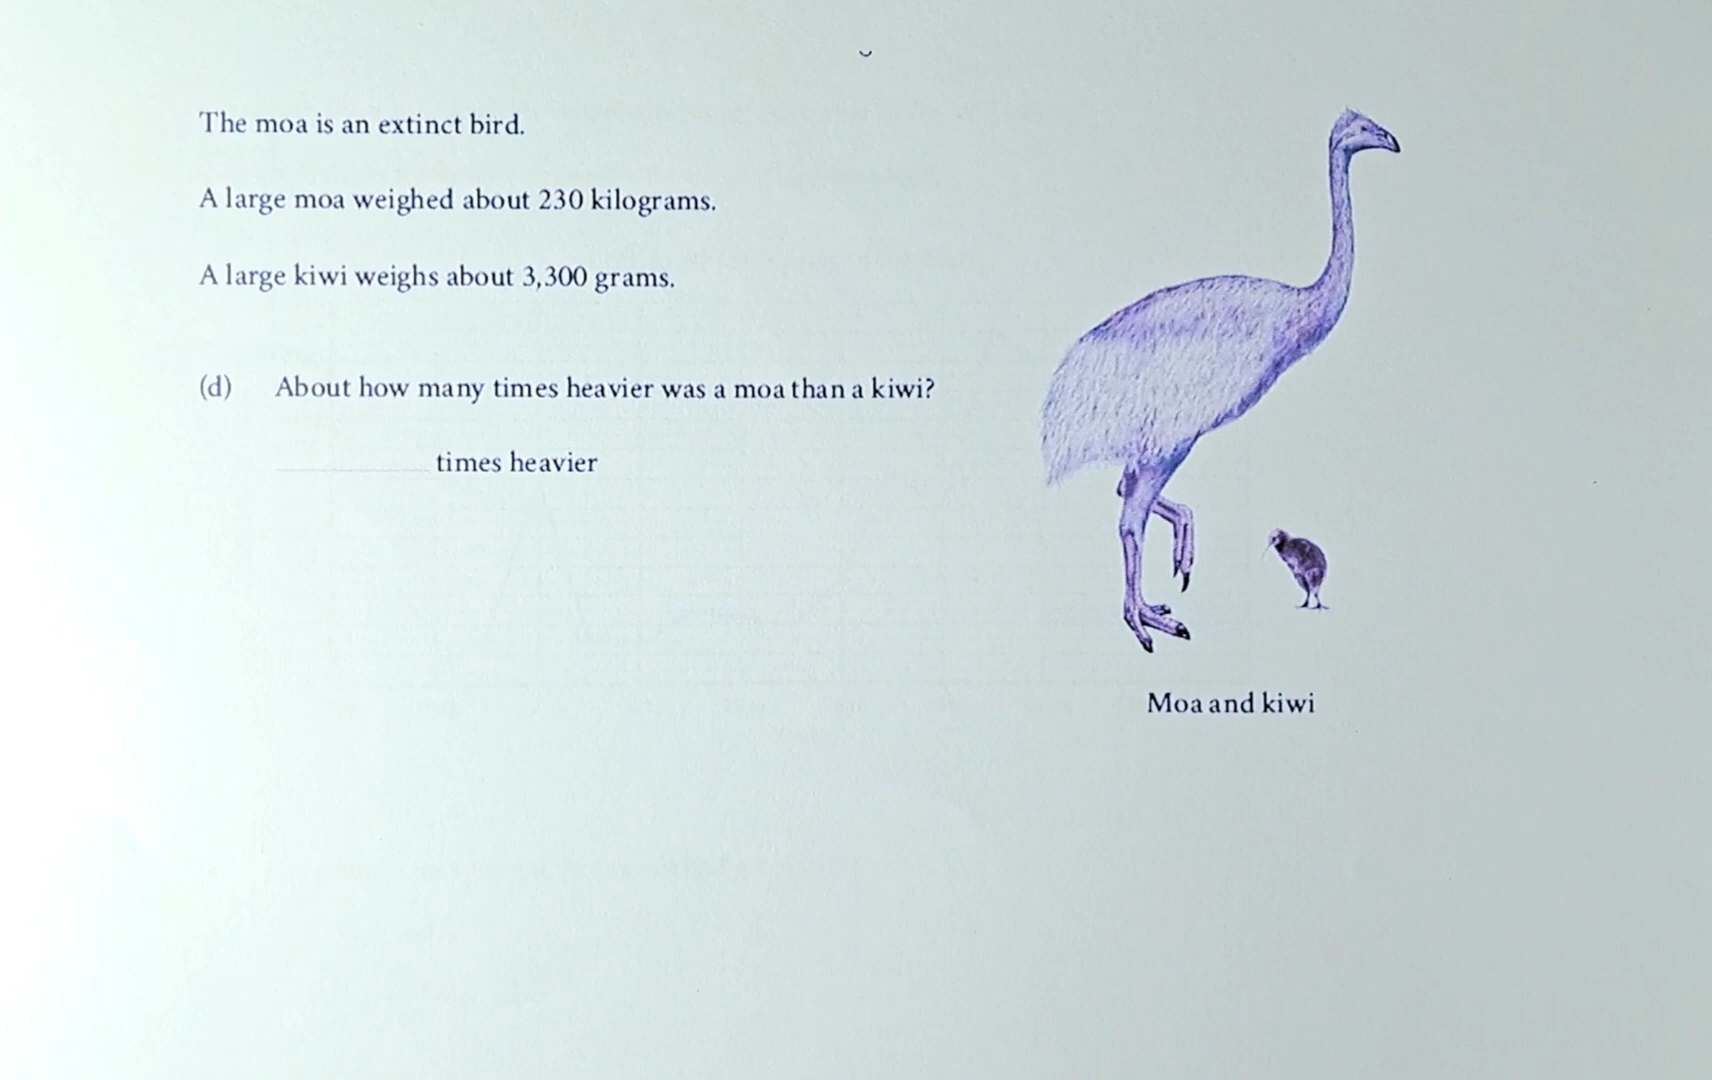 The moa is an extinct bird.
A large moa weighed about 230 kilograms.
A large kiwi weighs about 3,300 grams.
(d) About how many times heavier was a moa than a kiwi?
times heavier
Moa and kiwi